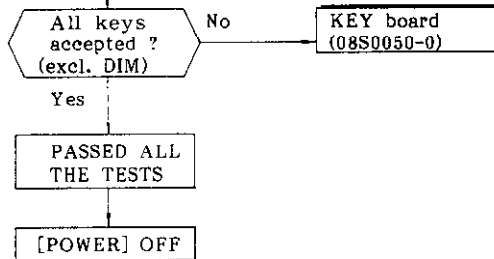 All keys
accepted ?
(excl. DIM)
No
KEY board
(08S0050-0)
Yes
PASSED ALL
THE TESTS
[POWER] OFF